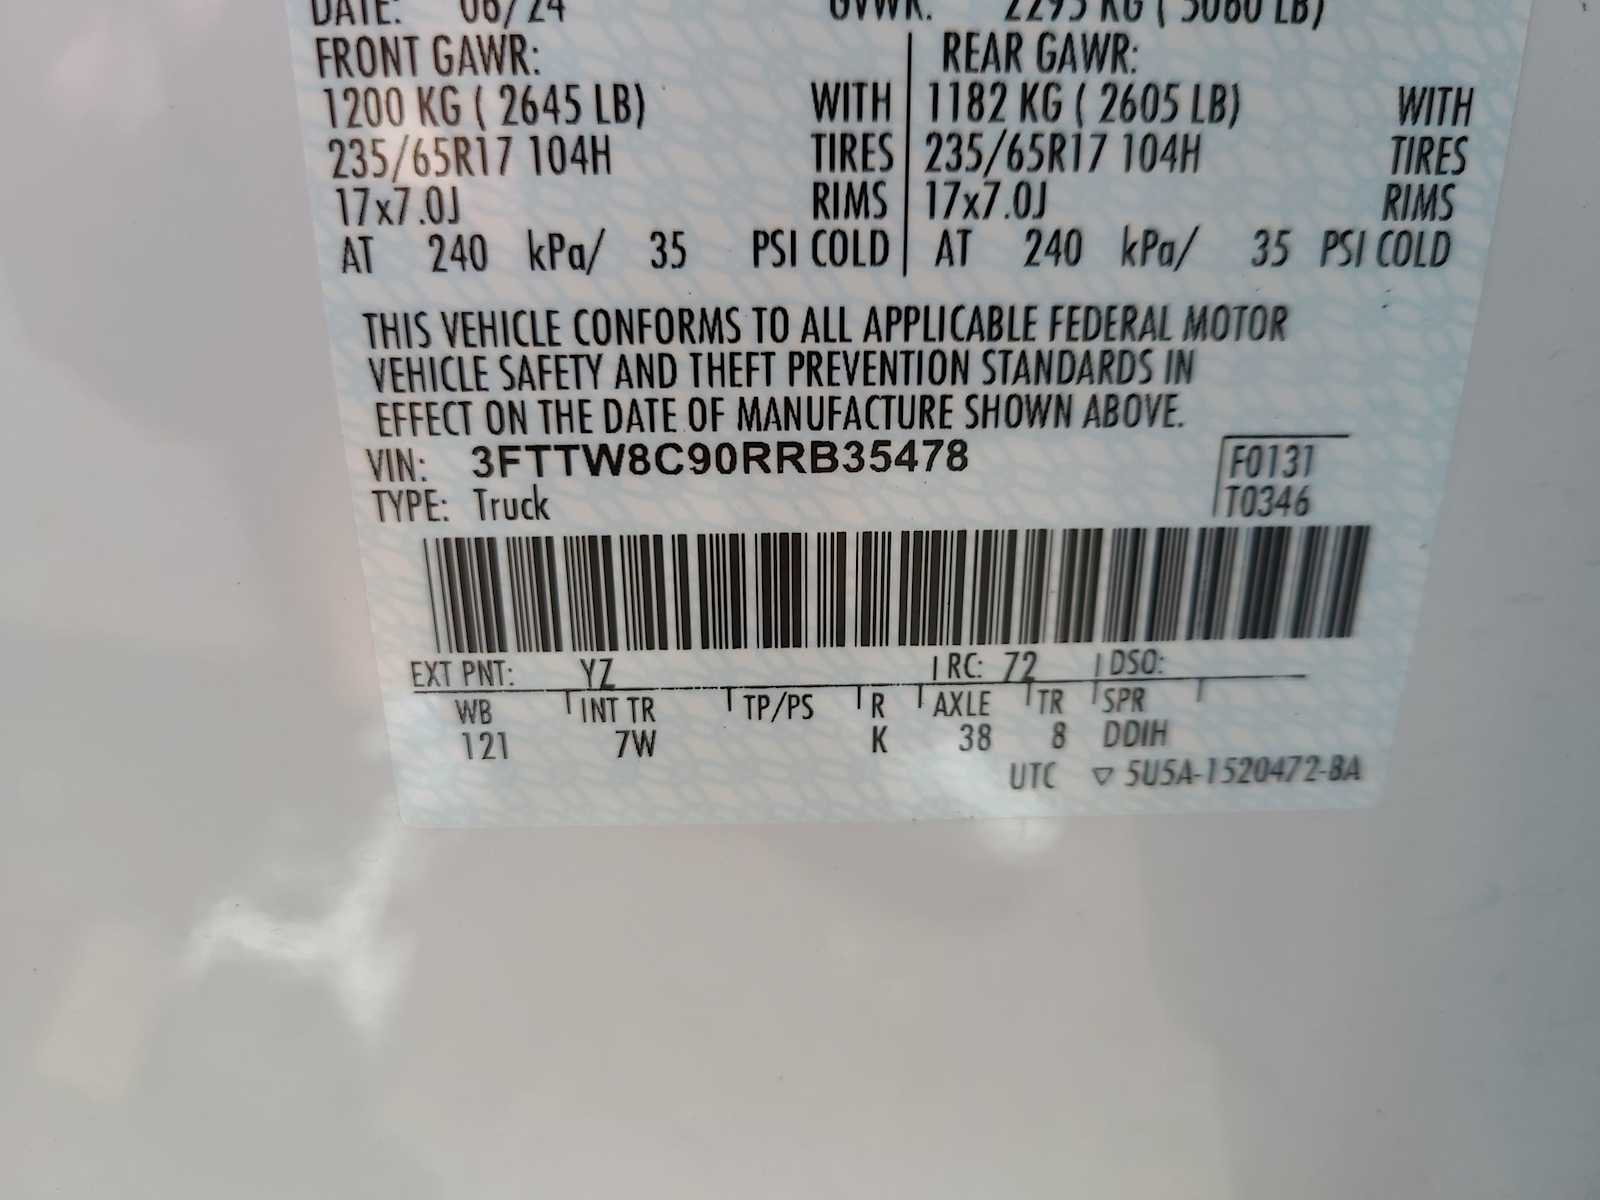 DATE: 06/24 GVWR: 2295 KG ( 5060 LB)
FRONT GAWR: REAR GAWR:
1200 KG ( 2645 LB) WITH 1182 KG ( 2605 LB) WITH
235/65R17 104H TIRES 235/65R17 104H TIRES
17x7.0J RIMS 17x7.0J RIMS
AT 240 kPa/ 35 PSI COLD AT 240 kPa/ 35 PSI COLD
THIS VEHICLE CONFORMS TO ALL APPLICABLE FEDERAL MOTOR
VEHICLE SAFETY AND THEFT PREVENTION STANDARDS IN
EFFECT ON THE DATE OF MANUFACTURE SHOWN ABOVE.
VIN: 3FTTW8C90RRB35478 F0131
TYPE: Truck T0346
EXT PNT: YZ RC: 72 DSO:
WB INT TR TP/PS R AXLE TR SPR
121 7W K 38 8 DDIH
UTC ▽ 5U5A-1520472-BA